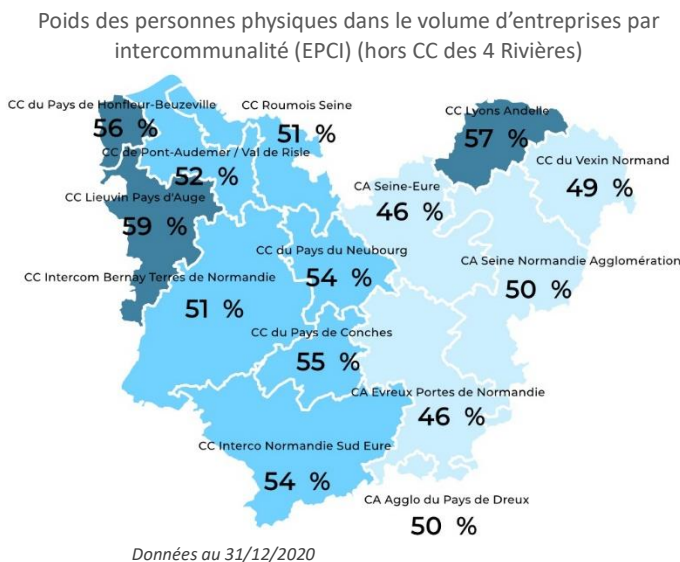 Poids des personnes physiques dans le volume d'entreprises par
intercommunalité (EPCI) (hors CC des 4 Rivières)
CC du Pays de Honfleur-Beuzeville
56 %
CC Roumois Seine
51 %
CC Lyons Andelle
57 %
CC de Pont-Audemer / Val de Risle
52 %
CC du Vexin Normand
49 %
CA Seine-Eure
46 %
CC Lieuvin Pays d'Auge
59 %
CC du Pays du Neubourg
54 %
CA Seine Normandie Agglomération
50 %
CC Intercom Bernay Terres de Normandie
51 %
CC du Pays de Conches
55 %
CA Evreux Portes de Normandie
46 %
CC Interco Normandie Sud Eure
54 %
CA Agglo du Pays de Dreux
50 %
Données au 31/12/2020